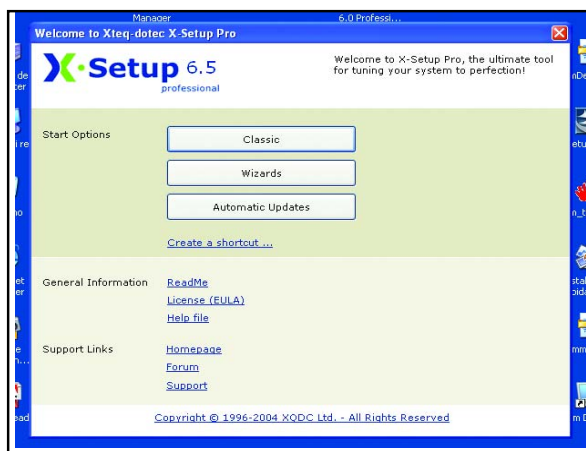 Manager 6.0 Professi...
Welcome to Xteq-dotec X-Setup Pro
X-Setup 6.5
professional
Welcome to X-Setup Pro, the ultimate tool
for tuning your system to perfection!
Start Options
Classic
Wizards
Automatic Updates
Create a shortcut ...
General Information
ReadMe
License (EULA)
Help file
Support Links
Homepage
Forum
Support
Copyright © 1996-2004 XQDC Ltd. - All Rights Reserved